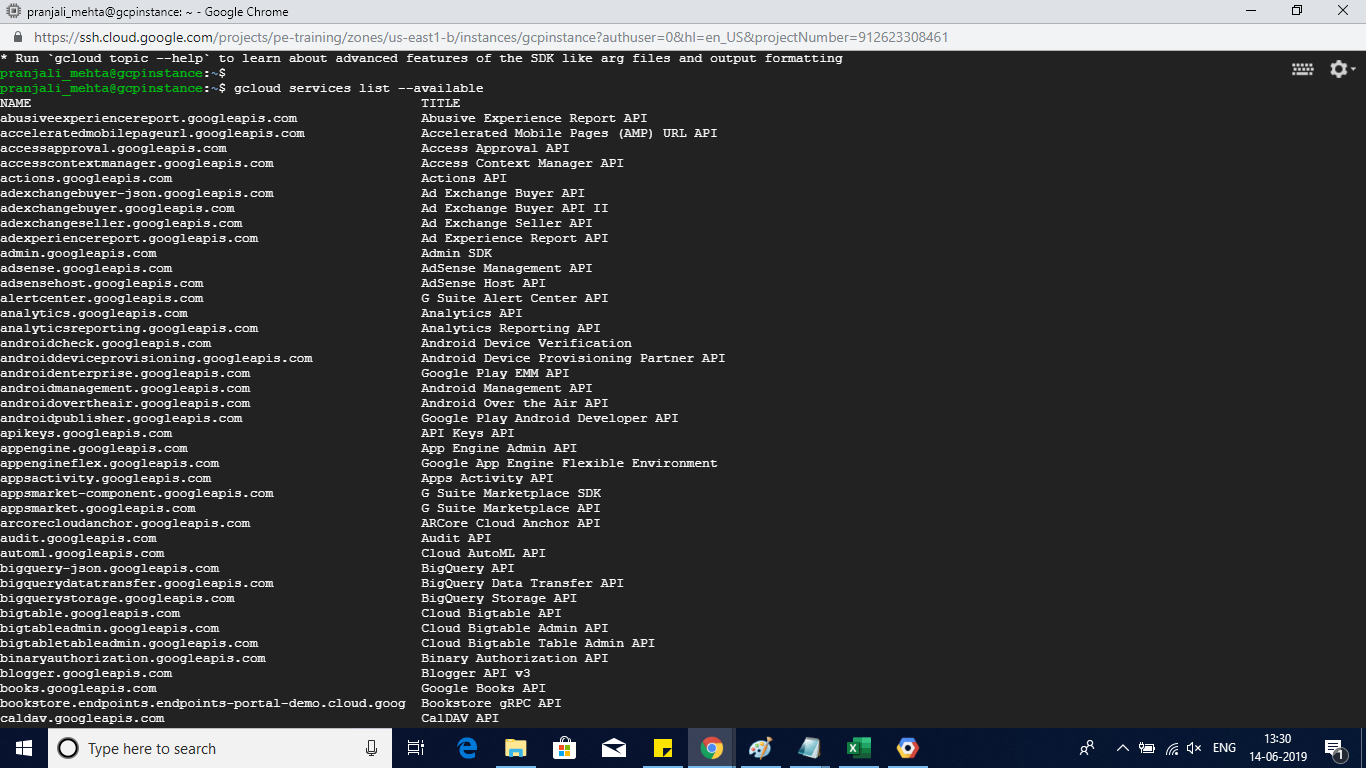 pranjali_mehta@gcpinstance: ~ - Google Chrome
https://ssh.cloud.google.com/projects/pe-training/zones/us-east1-b/instances/gcpinstance?authuser=0&hl=en_US&projectNumber=912623308461
* Run `gcloud topic --help` to learn about advanced features of the SDK like arg files and output formatting
pranjali_mehta@gcpinstance:~$
pranjali_mehta@gcpinstance:~$ gcloud services list --available
NAME TITLE
abusiveexperiencereport.googleapis.com Abusive Experience Report API
acceleratedmobilepageurl.googleapis.com Accelerated Mobile Pages (AMP) URL API
accessapproval.googleapis.com Access Approval API
accesscontextmanager.googleapis.com Access Context Manager API
actions.googleapis.com Actions API
adexchangebuyer-json.googleapis.com Ad Exchange Buyer API
adexchangebuyer.googleapis.com Ad Exchange Buyer API II
adexchangeseller.googleapis.com Ad Exchange Seller API
adexperiencereport.googleapis.com Ad Experience Report API
admin.googleapis.com Admin SDK
adsense.googleapis.com AdSense Management API
adsensehost.googleapis.com AdSense Host API
alertcenter.googleapis.com G Suite Alert Center API
analytics.googleapis.com Analytics API
analyticsreporting.googleapis.com Analytics Reporting API
androidcheck.googleapis.com Android Device Verification
androiddeviceprovisioning.googleapis.com Android Device Provisioning Partner API
androidenterprise.googleapis.com Google Play EMM API
androidmanagement.googleapis.com Android Management API
androidovertheair.googleapis.com Android Over the Air API
androidpublisher.googleapis.com Google Play Android Developer API
apikeys.googleapis.com API Keys API
appengine.googleapis.com App Engine Admin API
appengineflex.googleapis.com Google App Engine Flexible Environment
appsactivity.googleapis.com Apps Activity API
appsmarket-component.googleapis.com G Suite Marketplace SDK
appsmarket.googleapis.com G Suite Marketplace API
arcorecloudanchor.googleapis.com ARCore Cloud Anchor API
audit.googleapis.com Audit API
automl.googleapis.com Cloud AutoML API
bigquery-json.googleapis.com BigQuery API
bigquerydatatransfer.googleapis.com BigQuery Data Transfer API
bigquerystorage.googleapis.com BigQuery Storage API
bigtable.googleapis.com Cloud Bigtable API
bigtableadmin.googleapis.com Cloud Bigtable Admin API
bigtabletableadmin.googleapis.com Cloud Bigtable Table Admin API
binaryauthorization.googleapis.com Binary Authorization API
blogger.googleapis.com Blogger API v3
books.googleapis.com Google Books API
bookstore.endpoints.endpoints-portal-demo.cloud.goog Bookstore gRPC API
caldav.googleapis.com CalDAV API
Type here to search
ENG
13:30
14-06-2019
1